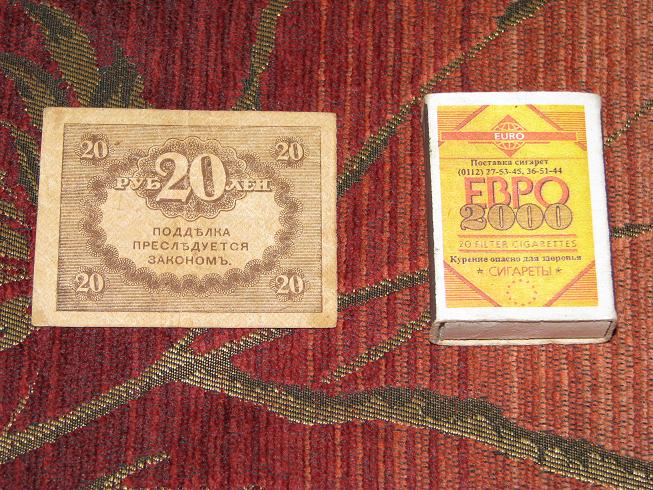 20 20
РУБ 20 ЛЕЙ
ПОДДѢЛКА
ПРЕСЛѢДУЕТСЯ
ЗАКОНОМЪ.
20 20
EURO
Поставка сигарет
(0112) 27-53-45, 36-51-44
ЕВРО
2000
20 FILTER CIGARETTES
Курение опасно для здоровья
* СИГАРЕТЫ *